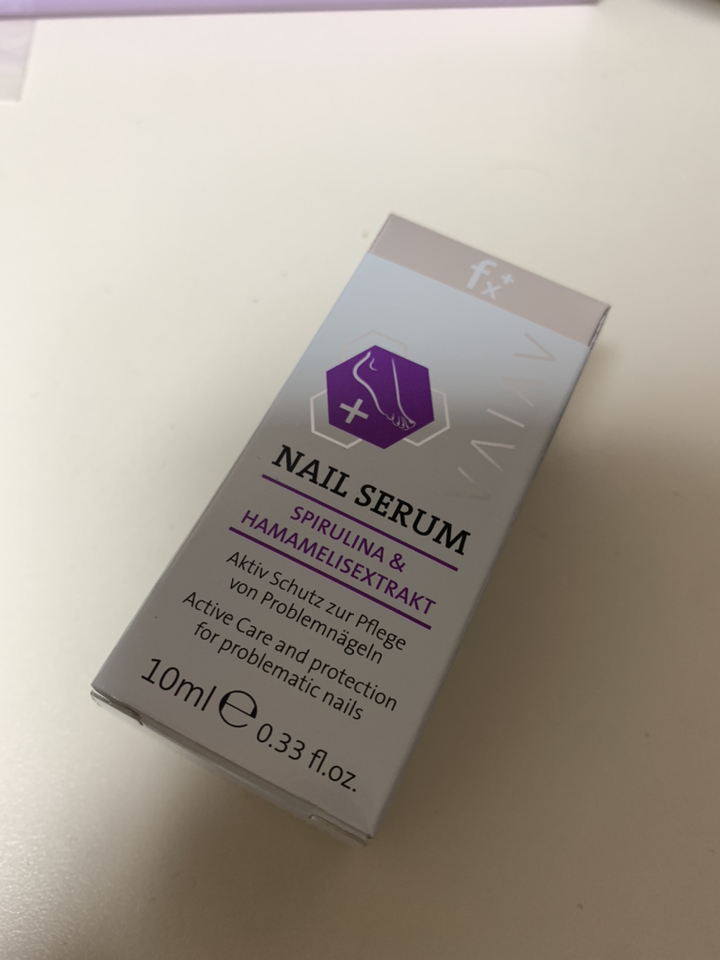 fx+
AVIVA
NAIL SERUM
SPIRULINA &
HAMAMELISEXTRAKT
Aktiv Schutz zur Pflege
von Problemnägeln
Active Care and protection
for problematic nails
10ml ℮ 0.33 fl.oz.